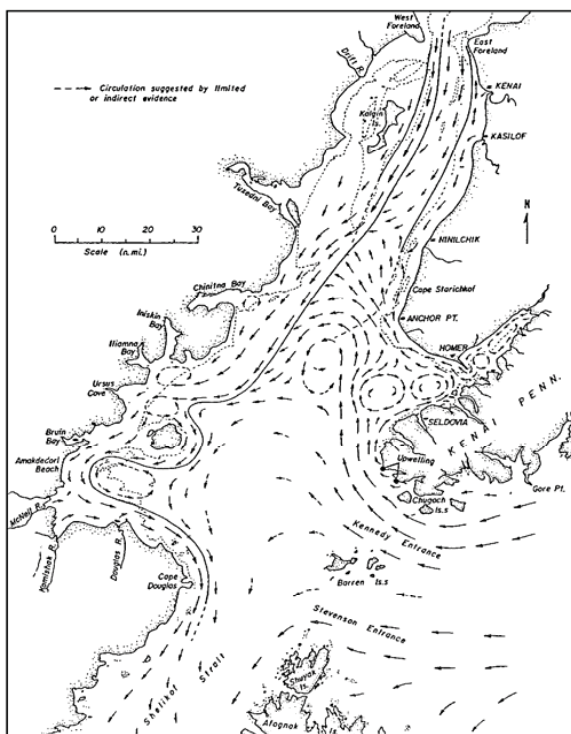 West
Foreland
Drift R.
East
Foreland
Circulation suggested by limited
or indirect evidence
KENAI
Kalgin
Is.
KASILOF
Tuxedni Bay
N
NINILCHIK
0 10 20 30
Scale (n.mi.)
Cape Starichkof
Chinitna Bay
ANCHOR PT.
Iniskin
Bay
HOMER
Iliamna
Bay
Ursus
Cove
SELDOVIA
KENAI PENN.
Bruin
Bay
Upwelling
Amakdedori
Beach
Gore Pt.
Chugach
Is.s
McNeil R.
Kennedy Entrance
Kamishak R.
Douglas R.
Cape
Douglas
Barren Is.s
Stevenson Entrance
Shelikof Strait
Shuyak
Is.
Afognak Is.